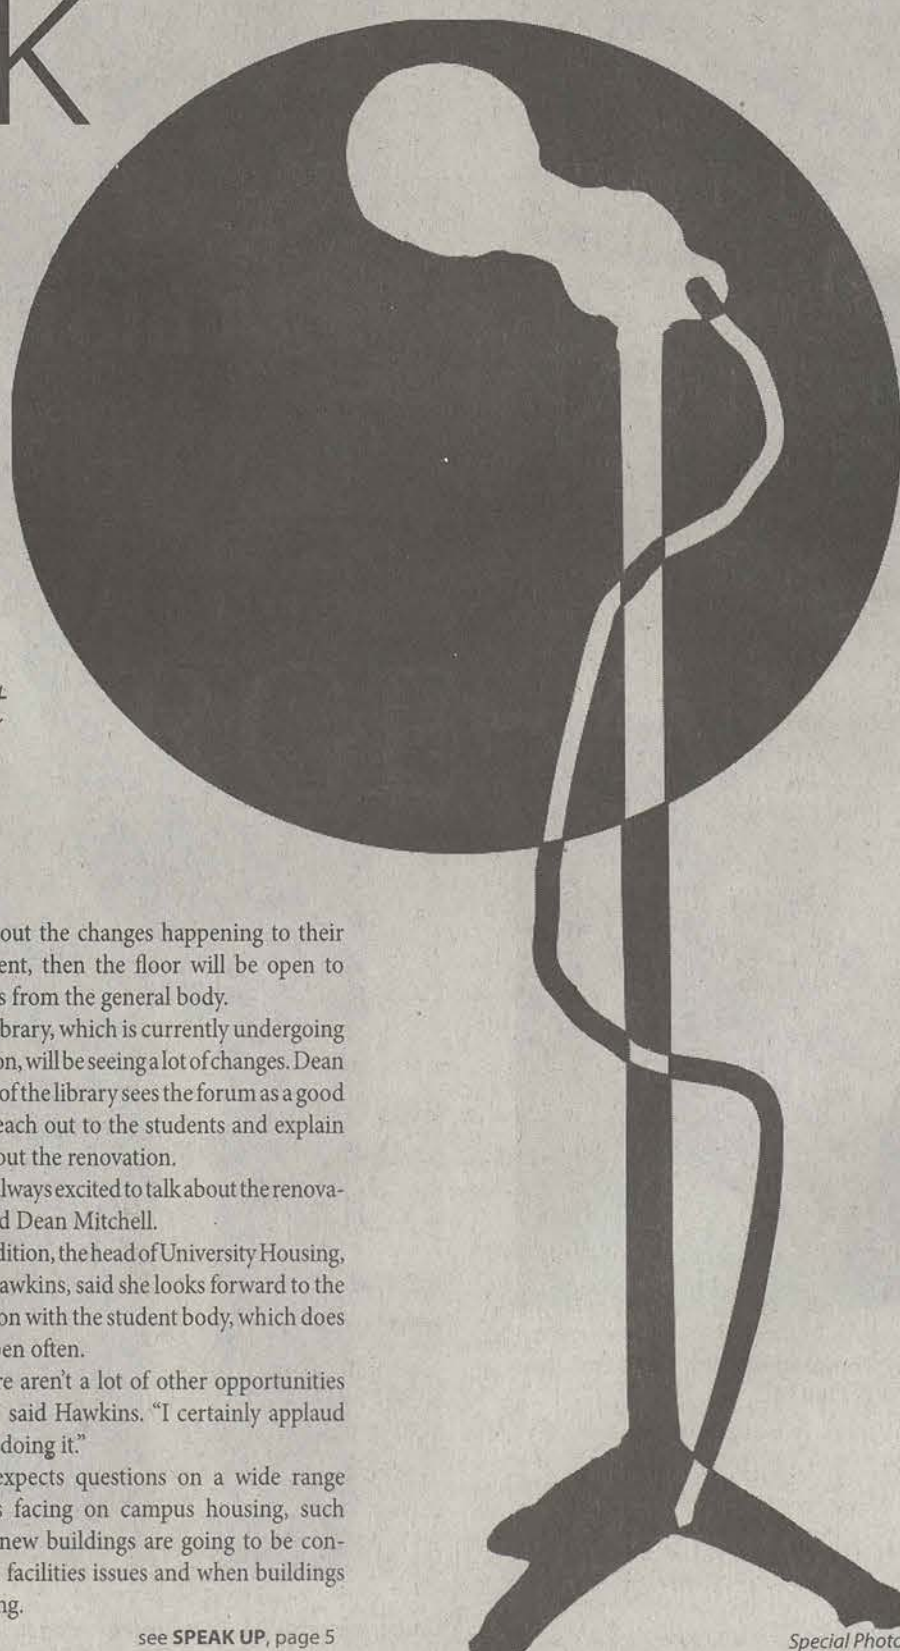 K
out the changes happening to their
ent, then the floor will be open to
s from the general body.
ibrary, which is currently undergoing
on, will be seeing a lot of changes. Dean
of the library sees the forum as a good
each out to the students and explain
out the renovation.
lways excited to talk about the renova-
d Dean Mitchell.
dition, the head of University Housing,
awkins, said she looks forward to the
on with the student body, which does
en often.
re aren't a lot of other opportunities
said Hawkins. “I certainly applaud
doing it.”
expects questions on a wide range
s facing on campus housing, such
new buildings are going to be con-
facilities issues and when buildings
ng.
see SPEAK UP, page 5
Special Photo